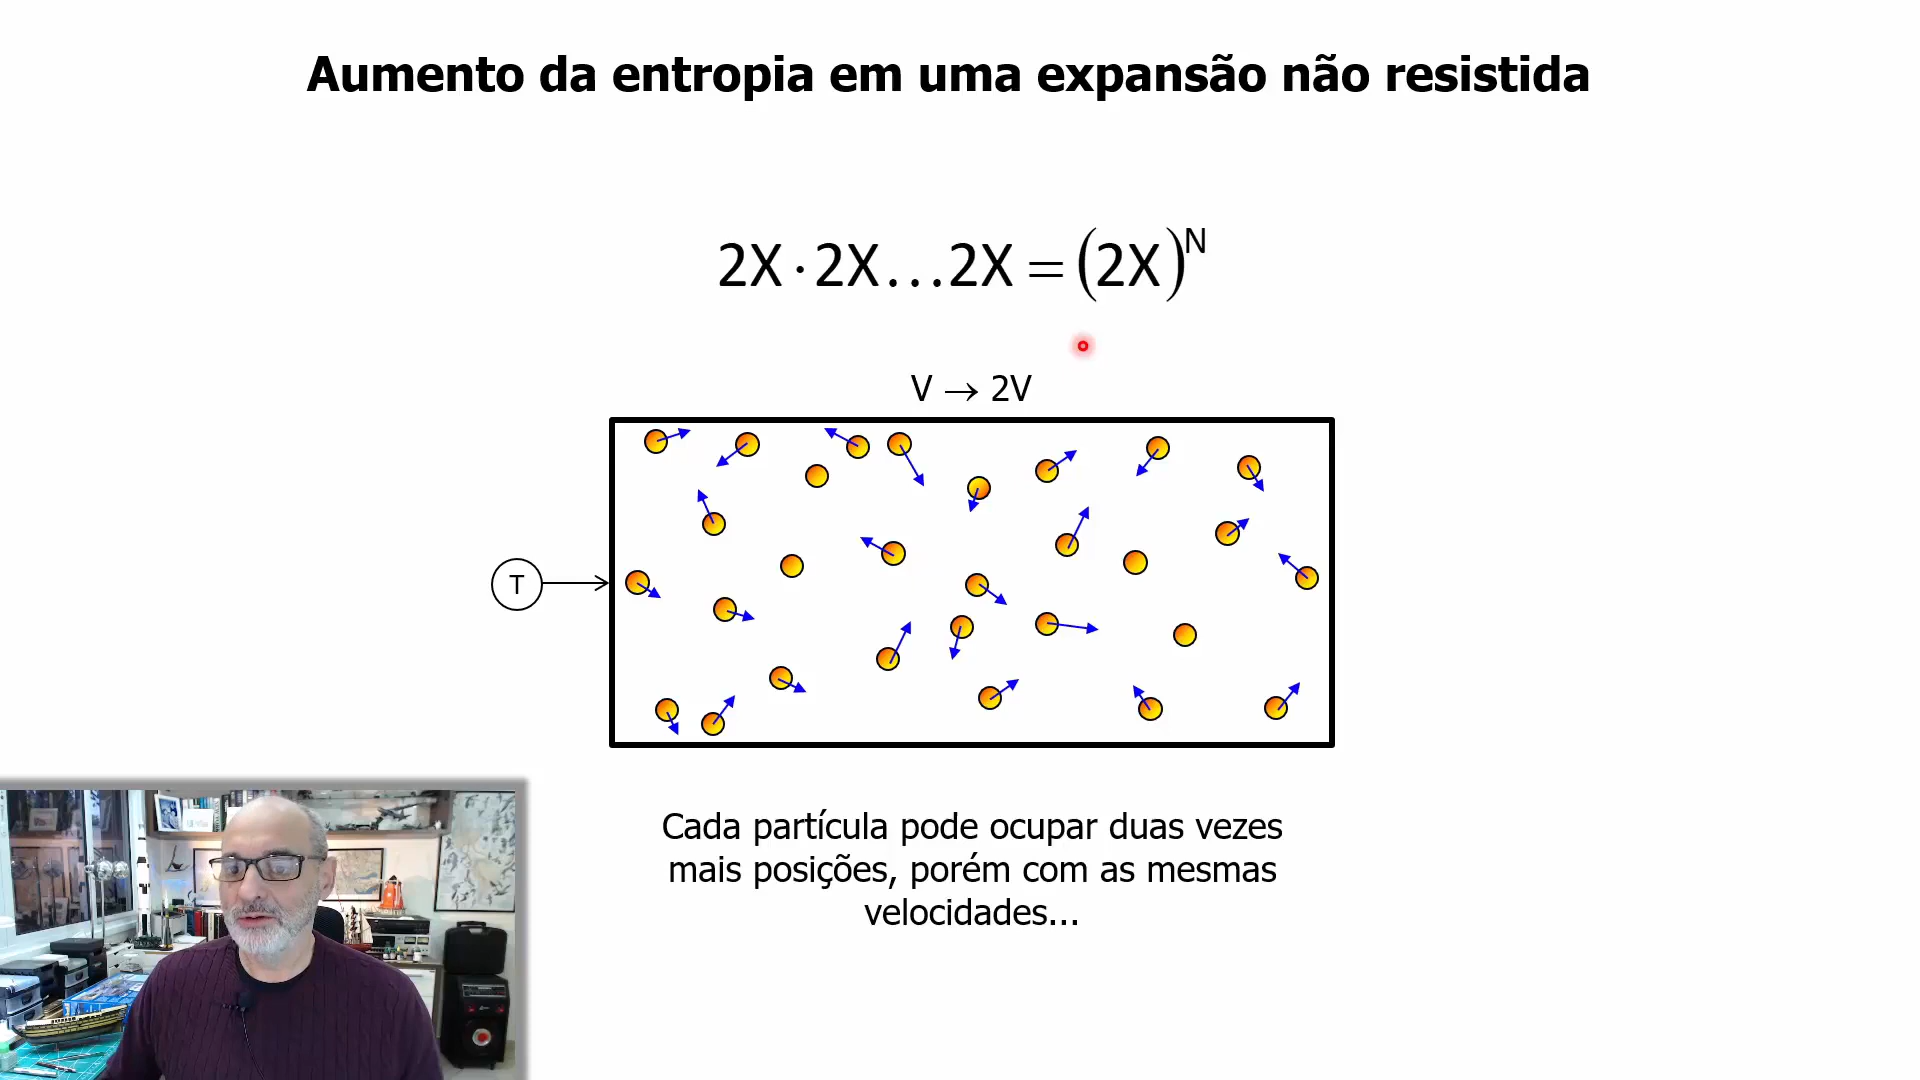 Aumento da entropia em uma expansão não resistida
2X · 2X...2X = (2X)^N
V → 2V
T
Cada partícula pode ocupar duas vezes
mais posições, porém com as mesmas
velocidades...